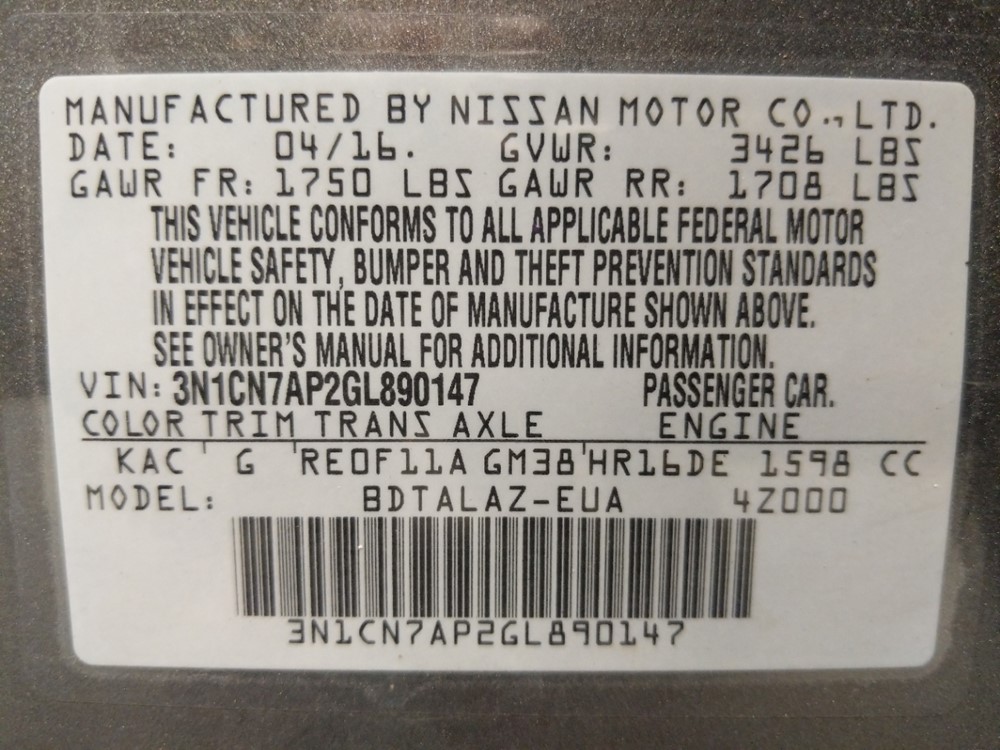 MANUFACTURED BY NISSAN MOTOR CO., LTD.
DATE: 04/16. GVWR: 3426 LBS
GAWR FR: 1750 LBS GAWR RR: 1708 LBS
THIS VEHICLE CONFORMS TO ALL APPLICABLE FEDERAL MOTOR
VEHICLE SAFETY, BUMPER AND THEFT PREVENTION STANDARDS
IN EFFECT ON THE DATE OF MANUFACTURE SHOWN ABOVE.
SEE OWNER'S MANUAL FOR ADDITIONAL INFORMATION.
VIN: 3N1CN7AP2GL890147 PASSENGER CAR.
COLOR TRIM TRANS AXLE ENGINE
KAC G RE0F11A GM38 HR16DE 1598 CC
MODEL: BDTALAZ-EUA 4Z000
3N1CN7AP2GL890147